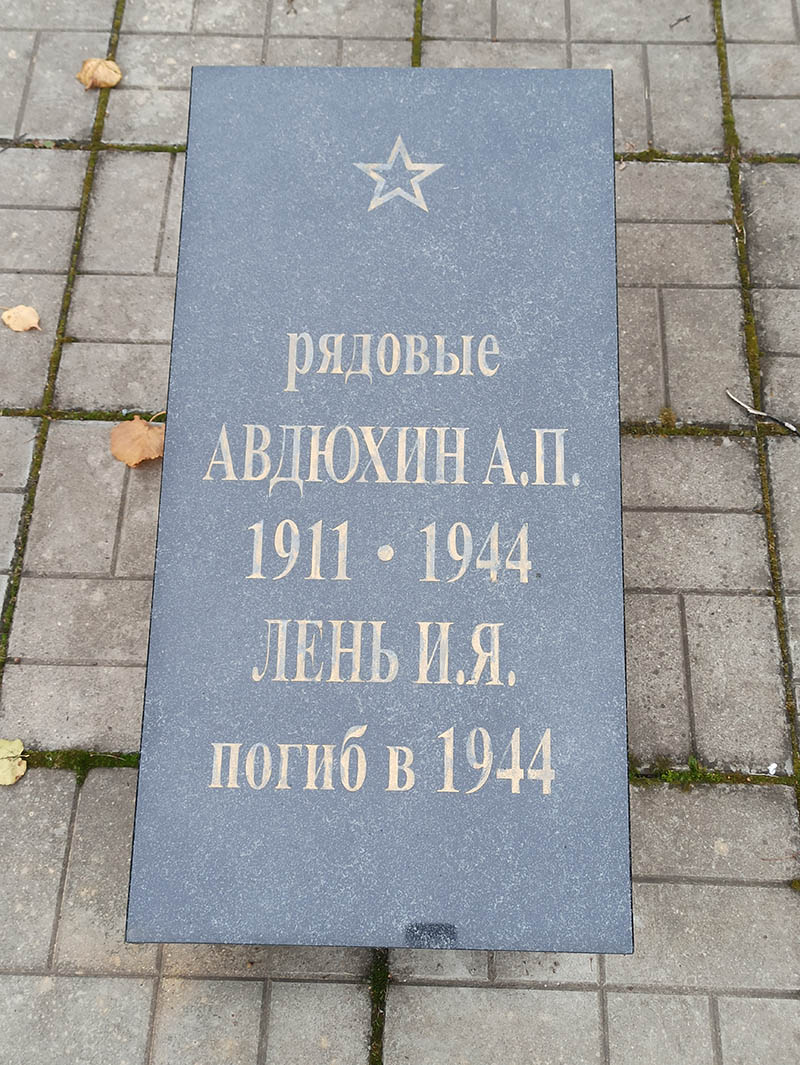 рядовые
АВДЮХИН А.П.
1911 • 1944
ЛЕНЬ И.Я.
погиб в 1944